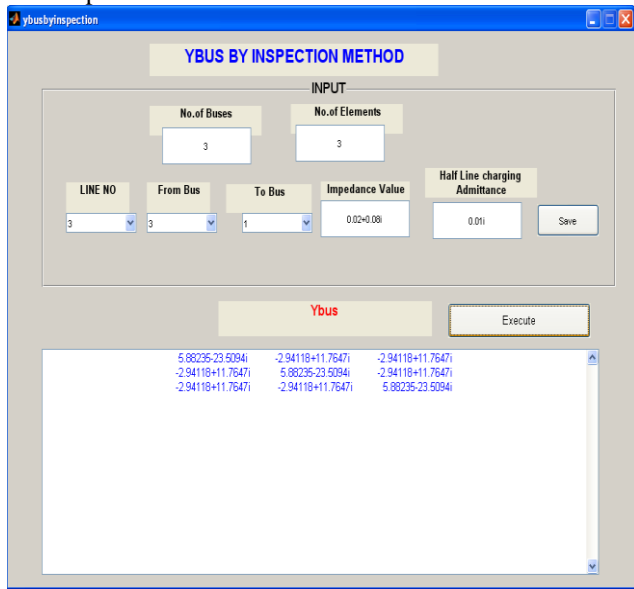 ybusbyinspection
YBUS BY INSPECTION METHOD
INPUT
No.of Buses
No.of Elements
3
3
LINE NO
From Bus
To Bus
Impedance Value
Half Line charging
Admittance
3
3
1
0.02+0.08i
0.01i
Save
Ybus
Execute
5.88235-23.5094i -2.94118+11.7647i -2.94118+11.7647i
-2.94118+11.7647i 5.88235-23.5094i -2.94118+11.7647i
-2.94118+11.7647i -2.94118+11.7647i 5.88235-23.5094i